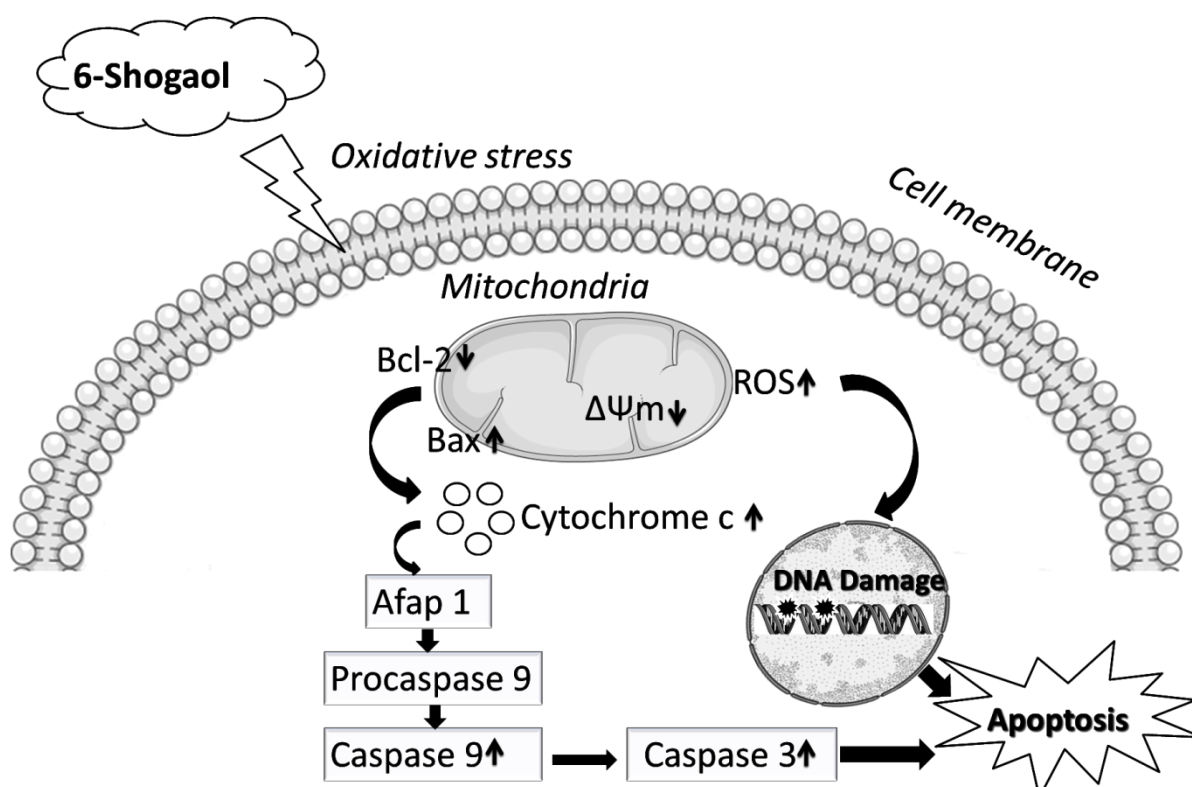 6-Shogaol
Oxidative stress
Cell membrane
Mitochondria
Bcl-2↓
ROS↑
ΔΨm↓
Bax↑
Cytochrome c ↑
DNA Damage
Afap 1
Procaspase 9
Apoptosis
Caspase 9↑
Caspase 3↑